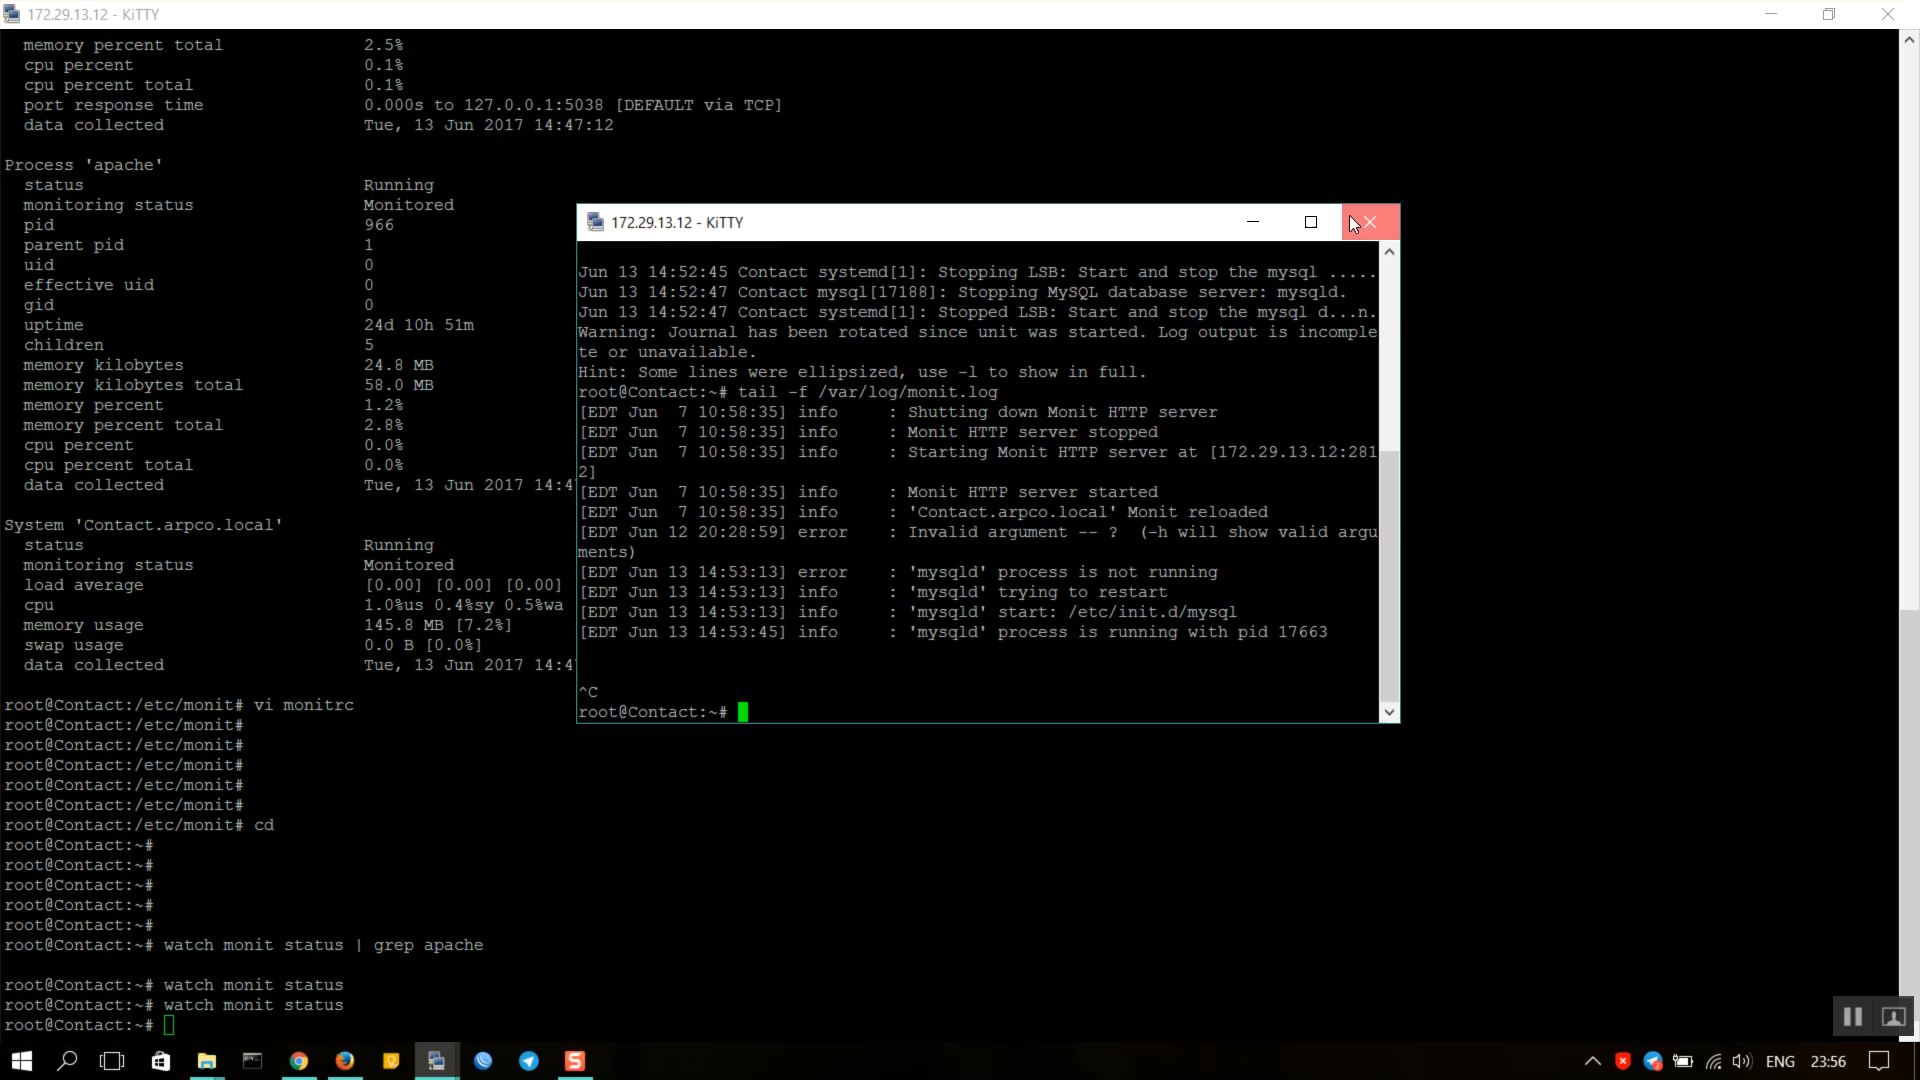 172.29.13.12 - KiTTY
memory percent total 2.5%
cpu percent 0.1%
cpu percent total 0.1%
port response time 0.000s to 127.0.0.1:5038 [DEFAULT via TCP]
data collected Tue, 13 Jun 2017 14:47:12
Process 'apache'
status Running
monitoring status Monitored
pid 966
parent pid 1
uid 0
effective uid 0
gid 0
uptime 24d 10h 51m
children 5
memory kilobytes 24.8 MB
memory kilobytes total 58.0 MB
memory percent 1.2%
memory percent total 2.8%
cpu percent 0.0%
cpu percent total 0.0%
data collected Tue, 13 Jun 2017 14:4
System 'Contact.arpco.local'
status Running
monitoring status Monitored
load average [0.00] [0.00] [0.00]
cpu 1.0%us 0.4%sy 0.5%wa
memory usage 145.8 MB [7.2%]
swap usage 0.0 B [0.0%]
data collected Tue, 13 Jun 2017 14:4
root@Contact:/etc/monit# vi monitrc
root@Contact:/etc/monit#
root@Contact:/etc/monit#
root@Contact:/etc/monit#
root@Contact:/etc/monit#
root@Contact:/etc/monit#
root@Contact:/etc/monit# cd
root@Contact:~#
root@Contact:~#
root@Contact:~#
root@Contact:~#
root@Contact:~#
root@Contact:~# watch monit status | grep apache
root@Contact:~# watch monit status
root@Contact:~# watch monit status
root@Contact:~#
172.29.13.12 - KiTTY
Jun 13 14:52:45 Contact systemd[1]: Stopping LSB: Start and stop the mysql .....
Jun 13 14:52:47 Contact mysql[17188]: Stopping MySQL database server: mysqld.
Jun 13 14:52:47 Contact systemd[1]: Stopped LSB: Start and stop the mysql d...n.
Warning: Journal has been rotated since unit was started. Log output is incomple
te or unavailable.
Hint: Some lines were ellipsized, use -l to show in full.
root@Contact:~# tail -f /var/log/monit.log
[EDT Jun  7 10:58:35] info     : Shutting down Monit HTTP server
[EDT Jun  7 10:58:35] info     : Monit HTTP server stopped
[EDT Jun  7 10:58:35] info     : Starting Monit HTTP server at [172.29.13.12:281
2]
[EDT Jun  7 10:58:35] info     : Monit HTTP server started
[EDT Jun  7 10:58:35] info     : 'Contact.arpco.local' Monit reloaded
[EDT Jun 12 20:28:59] error    : Invalid argument -- ?  (-h will show valid argu
ments)
[EDT Jun 13 14:53:13] error    : 'mysqld' process is not running
[EDT Jun 13 14:53:13] info     : 'mysqld' trying to restart
[EDT Jun 13 14:53:13] info     : 'mysqld' start: /etc/init.d/mysql
[EDT Jun 13 14:53:45] info     : 'mysqld' process is running with pid 17663
^C
root@Contact:~#
ENG 23:56